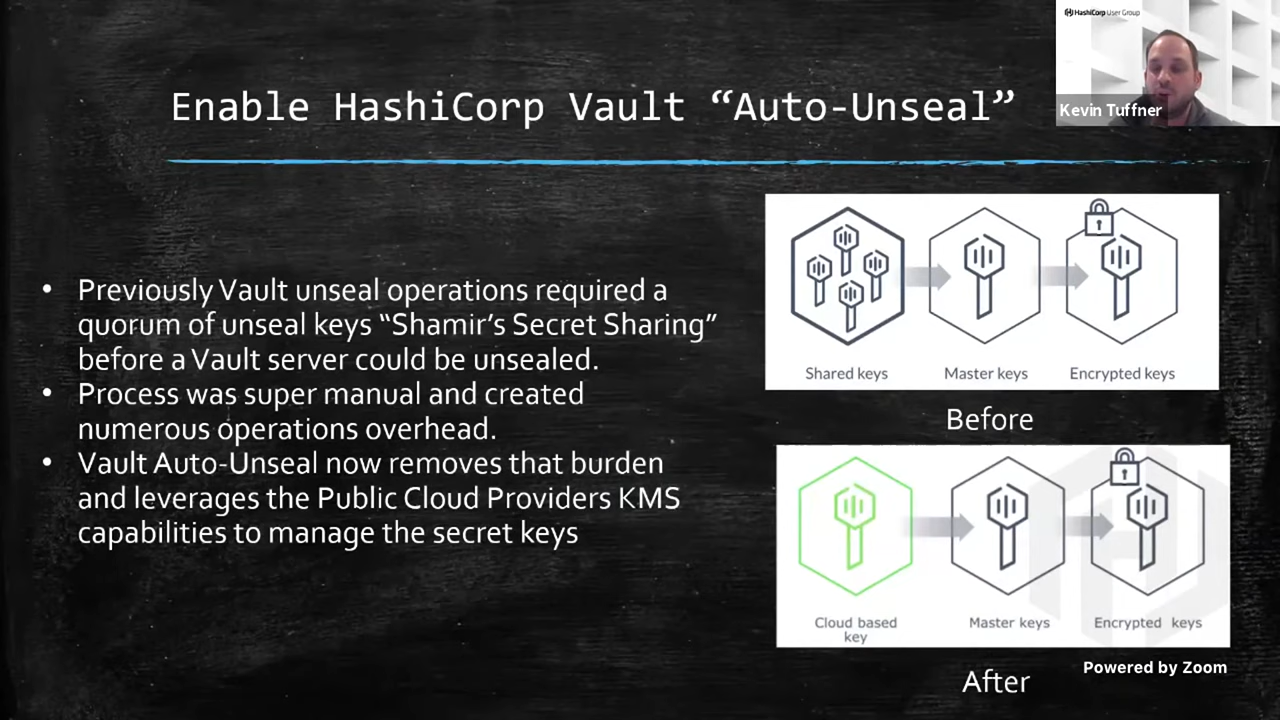 HashiCorp User Group
Kevin Tuffner
Enable HashiCorp Vault “Auto-Unseal”
• Previously Vault unseal operations required a
quorum of unseal keys “Shamir’s Secret Sharing”
before a Vault server could be unsealed.
• Process was super manual and created
numerous operations overhead.
• Vault Auto-Unseal now removes that burden
and leverages the Public Cloud Providers KMS
capabilities to manage the secret keys
Shared keys
Master keys
Encrypted keys
Before
Cloud based
key
Master keys
Encrypted keys
After
Powered by Zoom